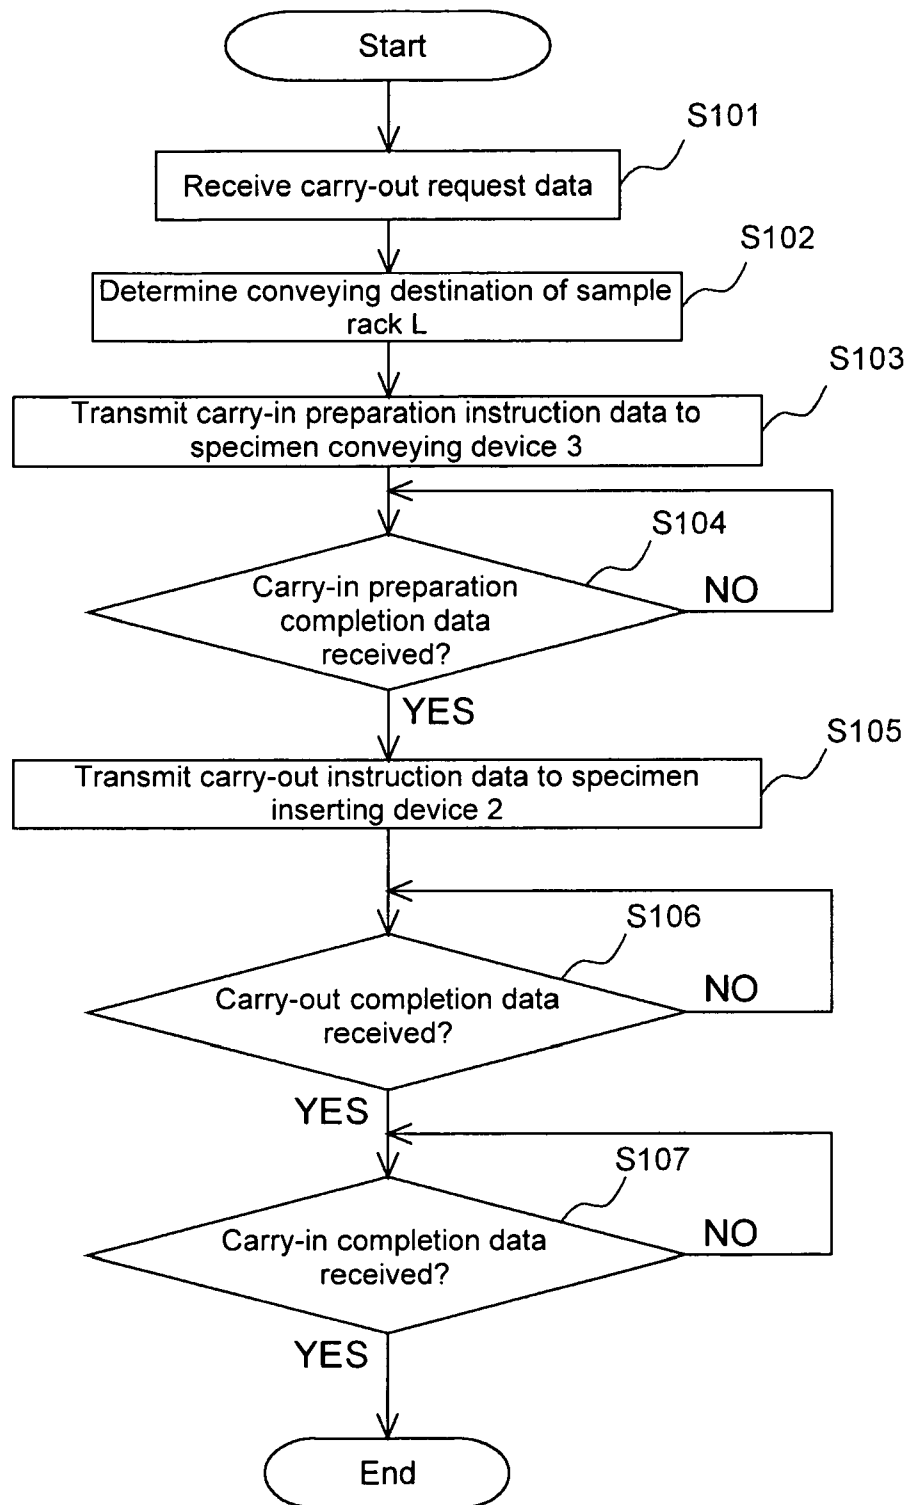 Start
S101
Receive carry-out request data
S102
Determine conveying destination of sample
rack L
S103
Transmit carry-in preparation instruction data to
specimen conveying device 3
S104
Carry-in preparation
completion data
received?
NO
YES
S105
Transmit carry-out instruction data to specimen
inserting device 2
S106
Carry-out completion data
received?
NO
YES
S107
Carry-in completion data
received?
NO
YES
End